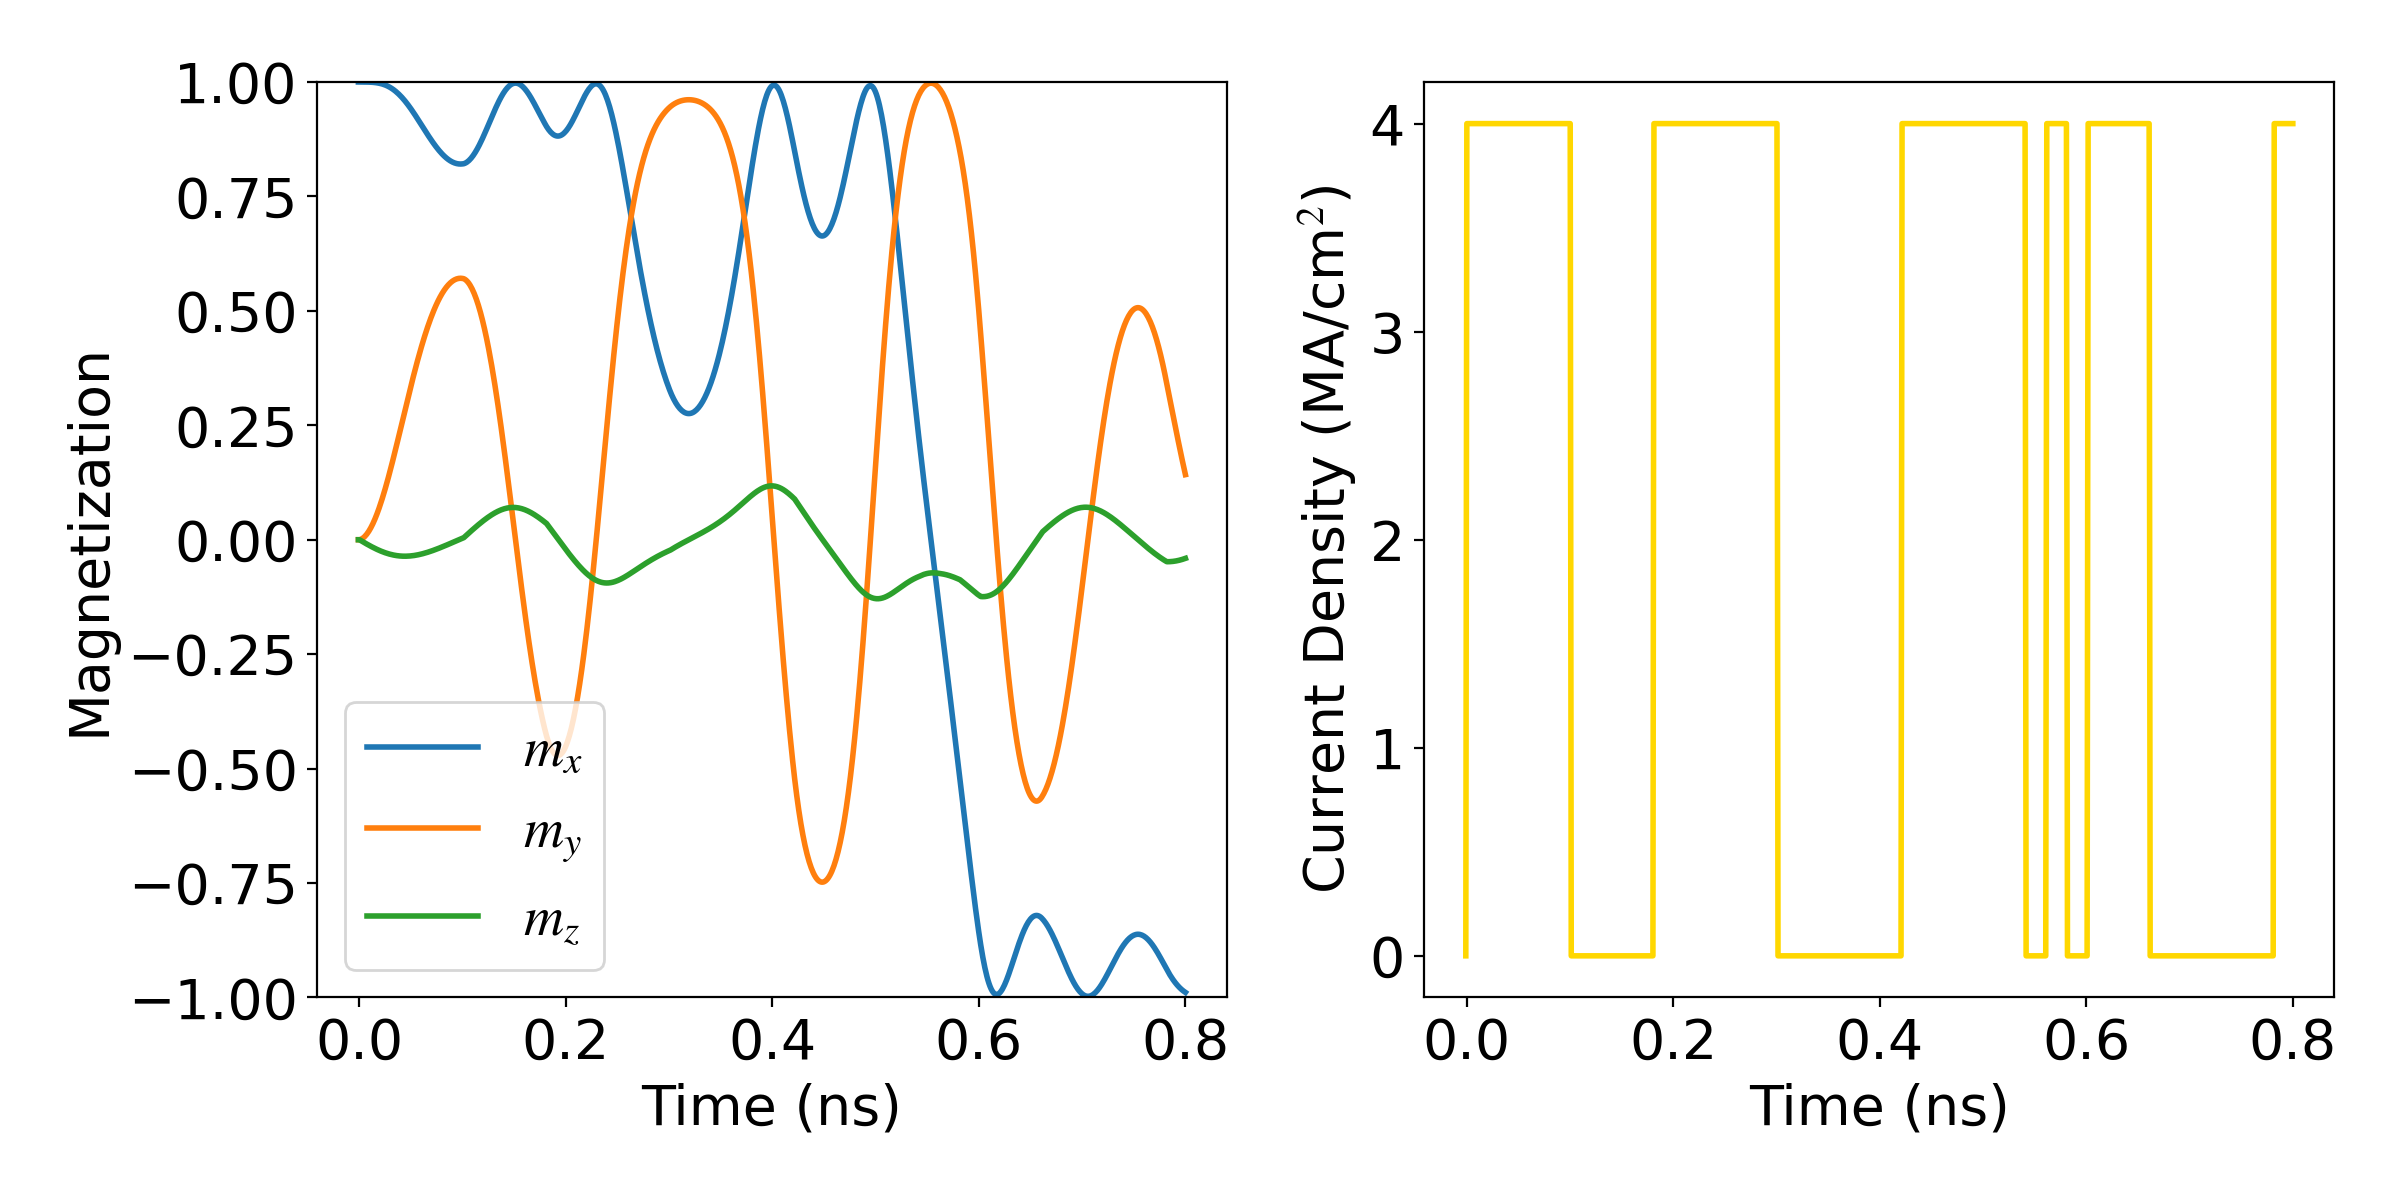 Magnetization
1.00
0.75
0.50
0.25
0.00
−0.25
−0.50
−0.75
−1.00
m_x
m_y
m_z
0.0 0.2 0.4 0.6 0.8
Time (ns)
Current Density (MA/cm²)
4
3
2
1
0
0.0 0.2 0.4 0.6 0.8
Time (ns)